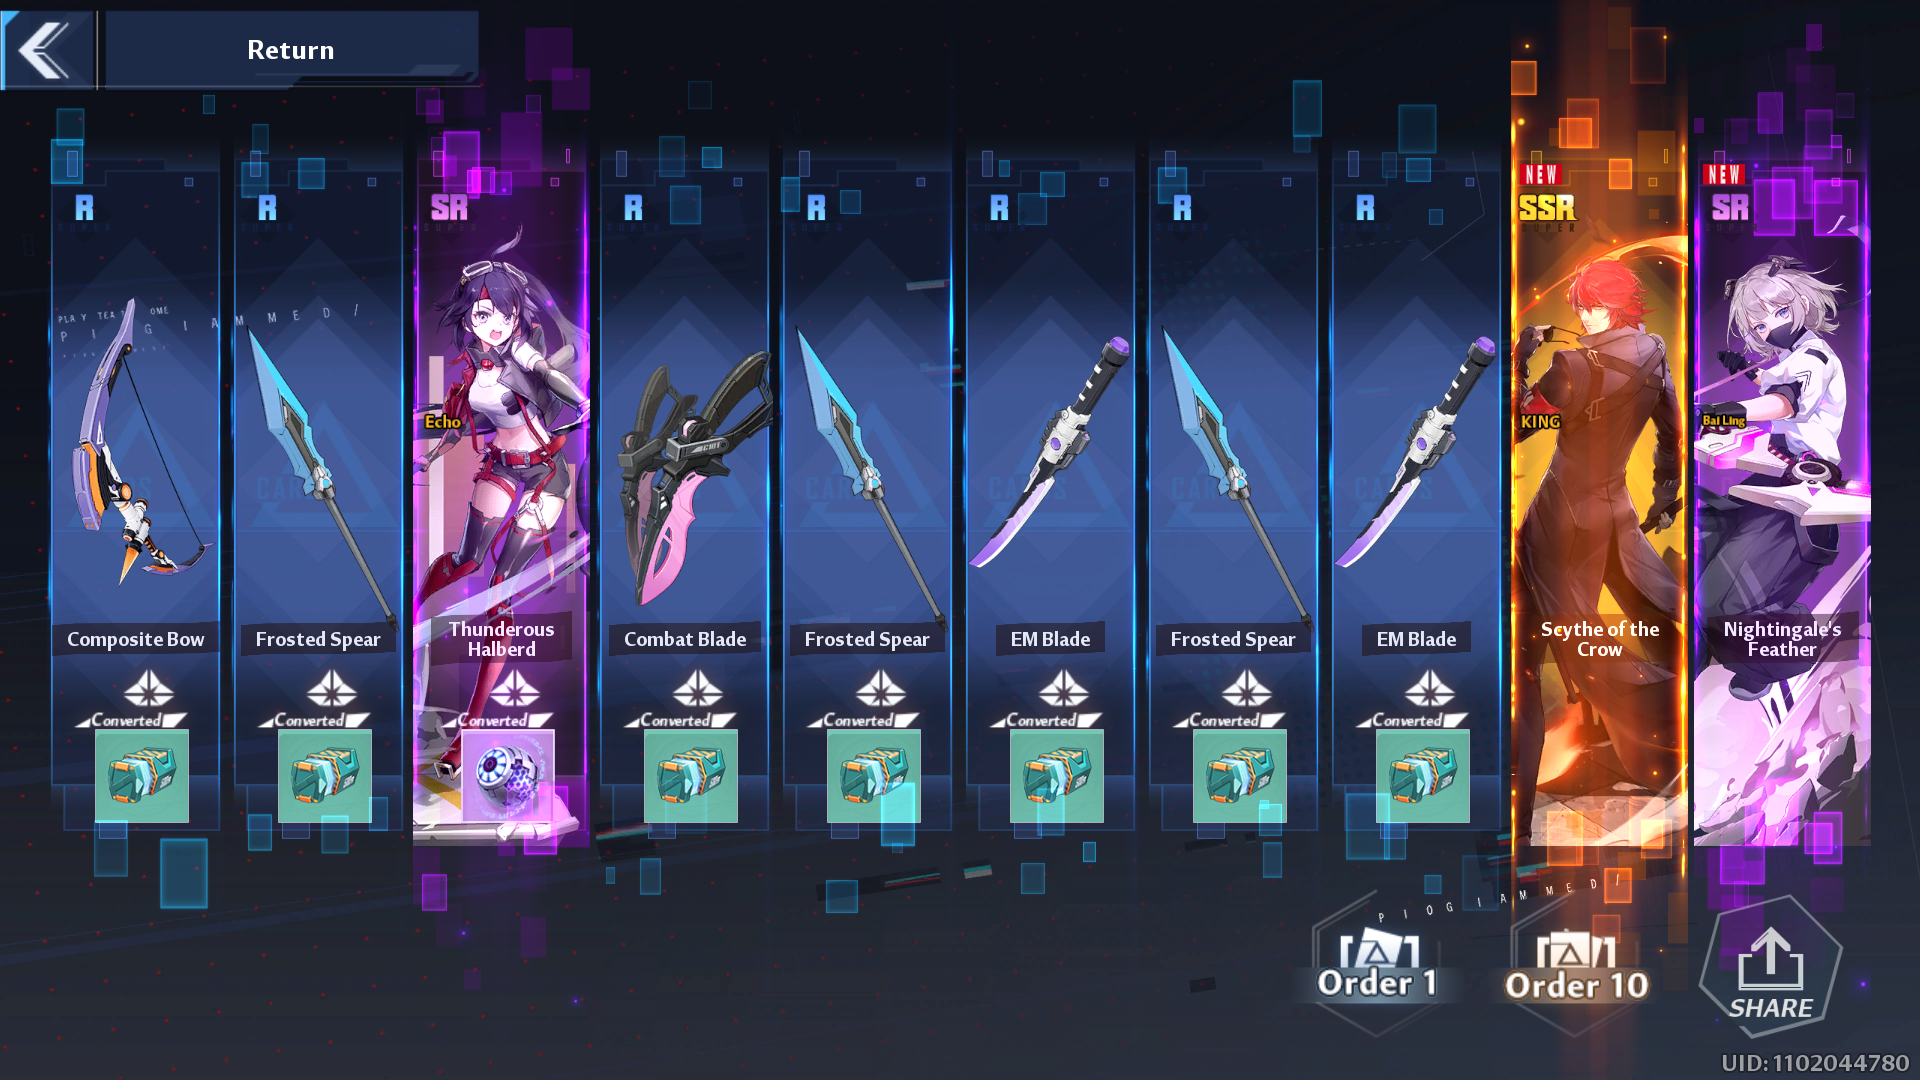 Return
R
R
SR
R
R
R
R
R
NEW
SSR
NEW
SR
Echo
KING
Bai Ling
Composite Bow
Frosted Spear
Thunderous
Halberd
Combat Blade
Frosted Spear
EM Blade
Frosted Spear
EM Blade
Scythe of the
Crow
Nightingale's
Feather
Converted
Converted
Converted
Converted
Converted
Converted
Converted
Converted
Order 1
Order 10
SHARE
UID: 1102044780